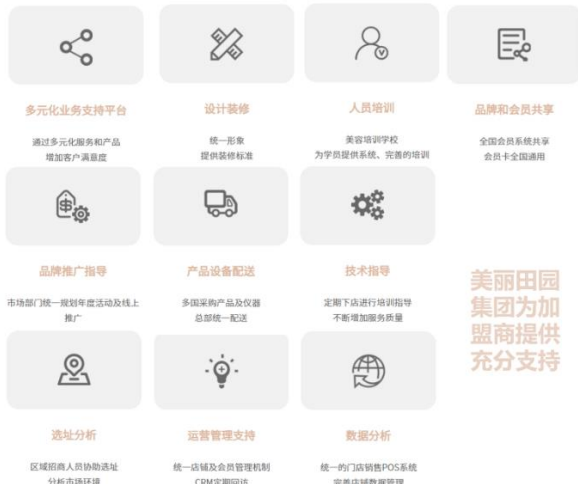 多元化业务支持平台
通过多元化服务和产品
增加客户满意度
设计装修
统一形象
提供装修标准
人员培训
美容培训学校
为学员提供系统、完善的培训
品牌和会员共享
全国会员系统共享
会员卡全国通用
品牌推广指导
市场部门统一规划年度活动及线上
推广
产品设备配送
多国采购产品及仪器
总部统一配送
技术指导
定期下店进行培训指导
不断增加服务质量
美丽田园
集团为加
盟商提供
充分支持
选址分析
区域招商人员协助选址
分析市场环境
运营管理支持
统一店铺及会员管理机制
CRM定期回访
数据分析
统一的门店销售POS系统
完善店铺数据管理